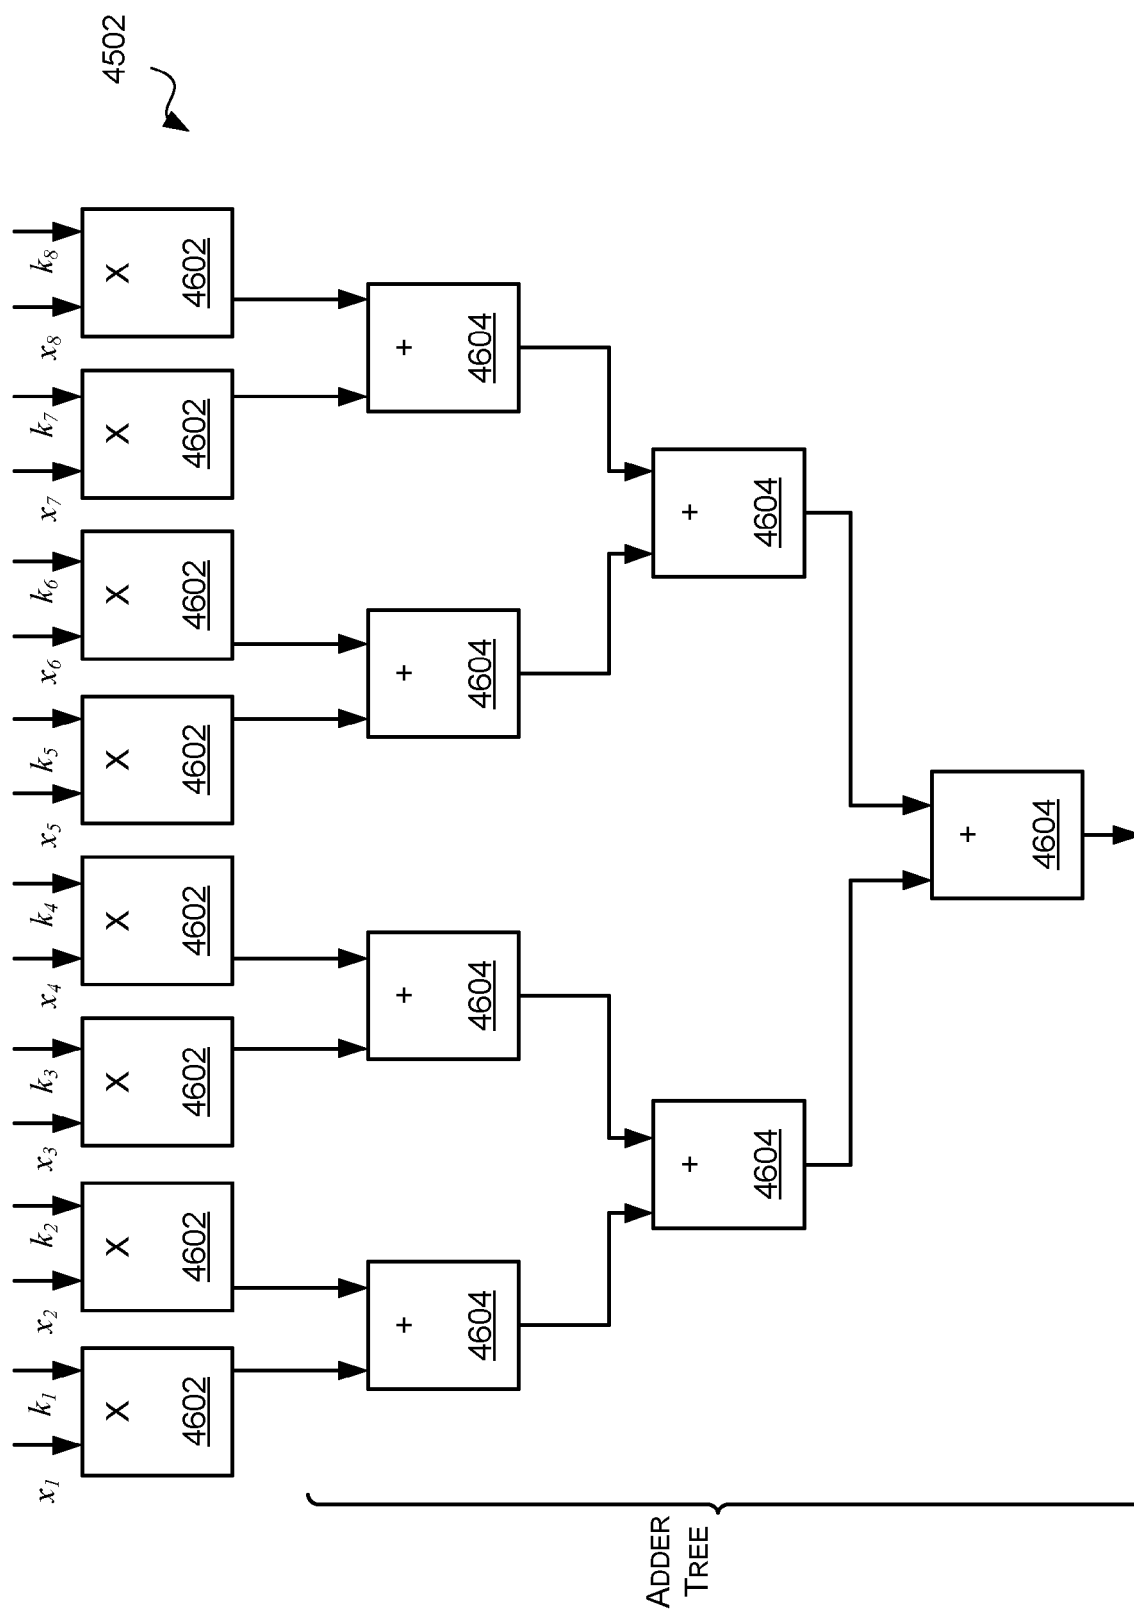 x1 k1 x2 k2 x3 k3 x4 k4 x5 k5 x6 k6 x7 k7 x8 k8
4502
X X X X X X X X
4602 4602 4602 4602 4602 4602 4602 4602
+ + + +
4604 4604 4604 4604
ADDER
TREE
+ +
4604 4604
+
4604